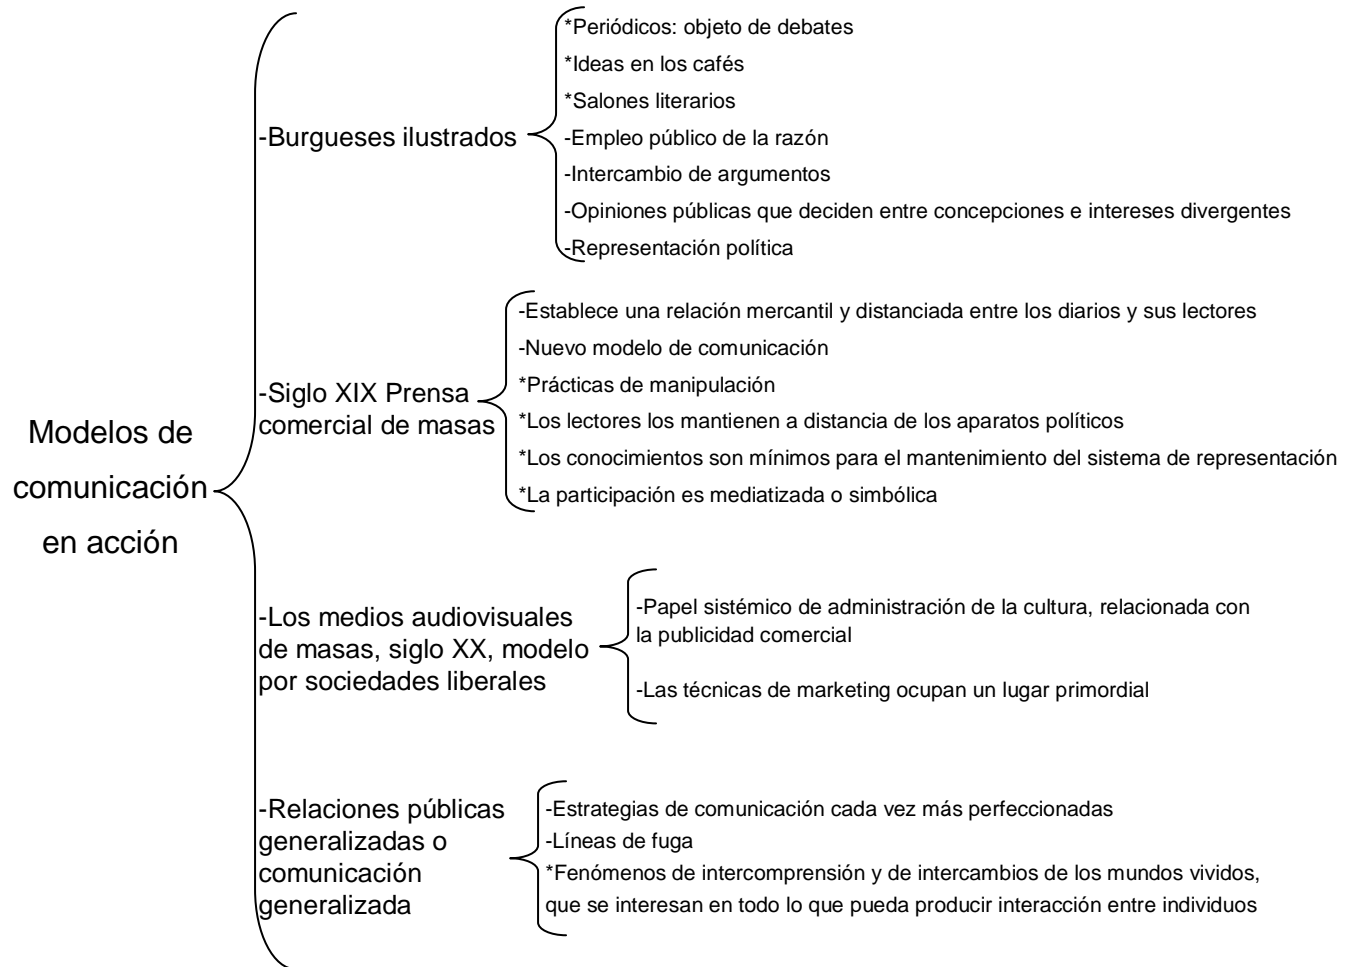 Modelos de
comunicación
en acción
-Burgueses ilustrados
*Periódicos: objeto de debates
*Ideas en los cafés
*Salones literarios
-Empleo público de la razón
-Intercambio de argumentos
-Opiniones públicas que deciden entre concepciones e intereses divergentes
-Representación política
-Siglo XIX Prensa
comercial de masas
-Establece una relación mercantil y distanciada entre los diarios y sus lectores
-Nuevo modelo de comunicación
*Prácticas de manipulación
*Los lectores los mantienen a distancia de los aparatos políticos
*Los conocimientos son mínimos para el mantenimiento del sistema de representación
*La participación es mediatizada o simbólica
-Los medios audiovisuales
de masas, siglo XX, modelo
por sociedades liberales
-Papel sistémico de administración de la cultura, relacionada con
la publicidad comercial
-Las técnicas de marketing ocupan un lugar primordial
-Relaciones públicas
generalizadas o
comunicación
generalizada
-Estrategias de comunicación cada vez más perfeccionadas
-Líneas de fuga
*Fenómenos de intercomprensión y de intercambios de los mundos vividos,
que se interesan en todo lo que pueda producir interacción entre individuos